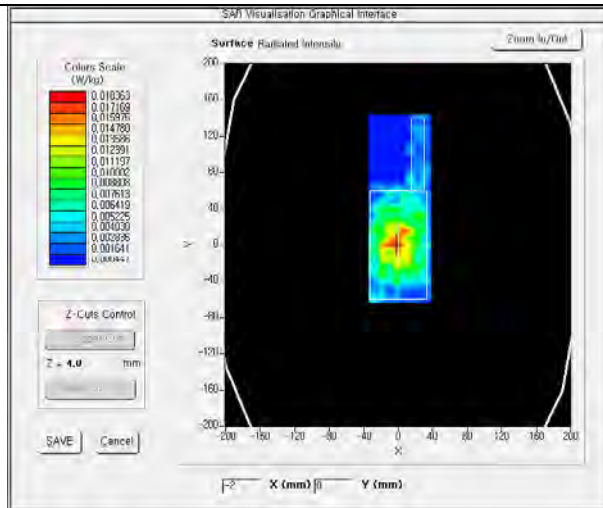 SAR Visualisation Graphical Interface
Surface Radiated Intensity
Zoom In/Out
Colors Scale
(W/kg)
0.018363
0.017169
0.015976
0.014780
0.013586
0.012391
0.011197
0.010002
0.008808
0.007613
0.006419
0.005225
0.004030
0.002836
0.001641
0.000447
200
160
120
80
40
0
-40
-80
-120
-160
-200
Y
-200 -160 -120 -80 -40 0 40 80 120 160 200
X
Z-Cuts Control
Z = 4.0 mm
SAVE Cancel
-2 X (mm) 0 Y (mm)